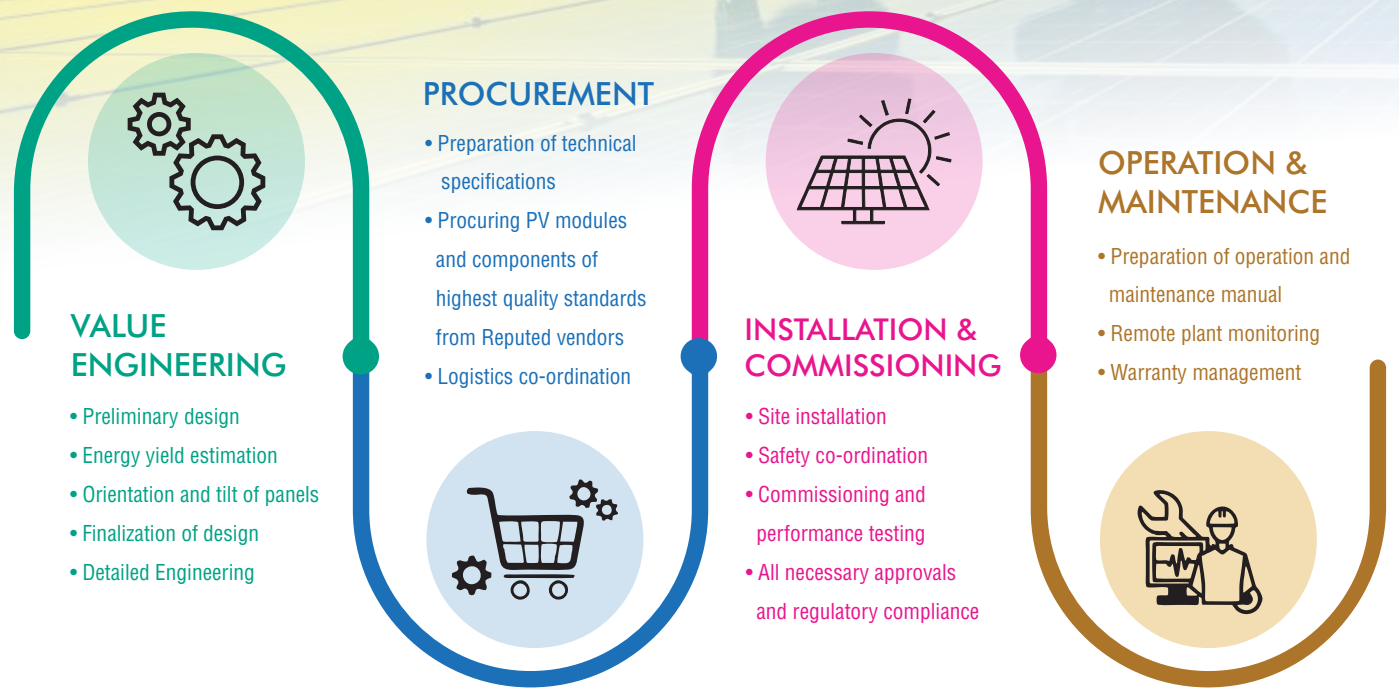 VALUE
ENGINEERING
• Preliminary design
• Energy yield estimation
• Orientation and tilt of panels
• Finalization of design
• Detailed Engineering
PROCUREMENT
• Preparation of technical
specifications
• Procuring PV modules
and components of
highest quality standards
from Reputed vendors
• Logistics co-ordination
INSTALLATION &
COMMISSIONING
• Site installation
• Safety co-ordination
• Commissioning and
performance testing
• All necessary approvals
and regulatory compliance
OPERATION &
MAINTENANCE
• Preparation of operation and
maintenance manual
• Remote plant monitoring
• Warranty management